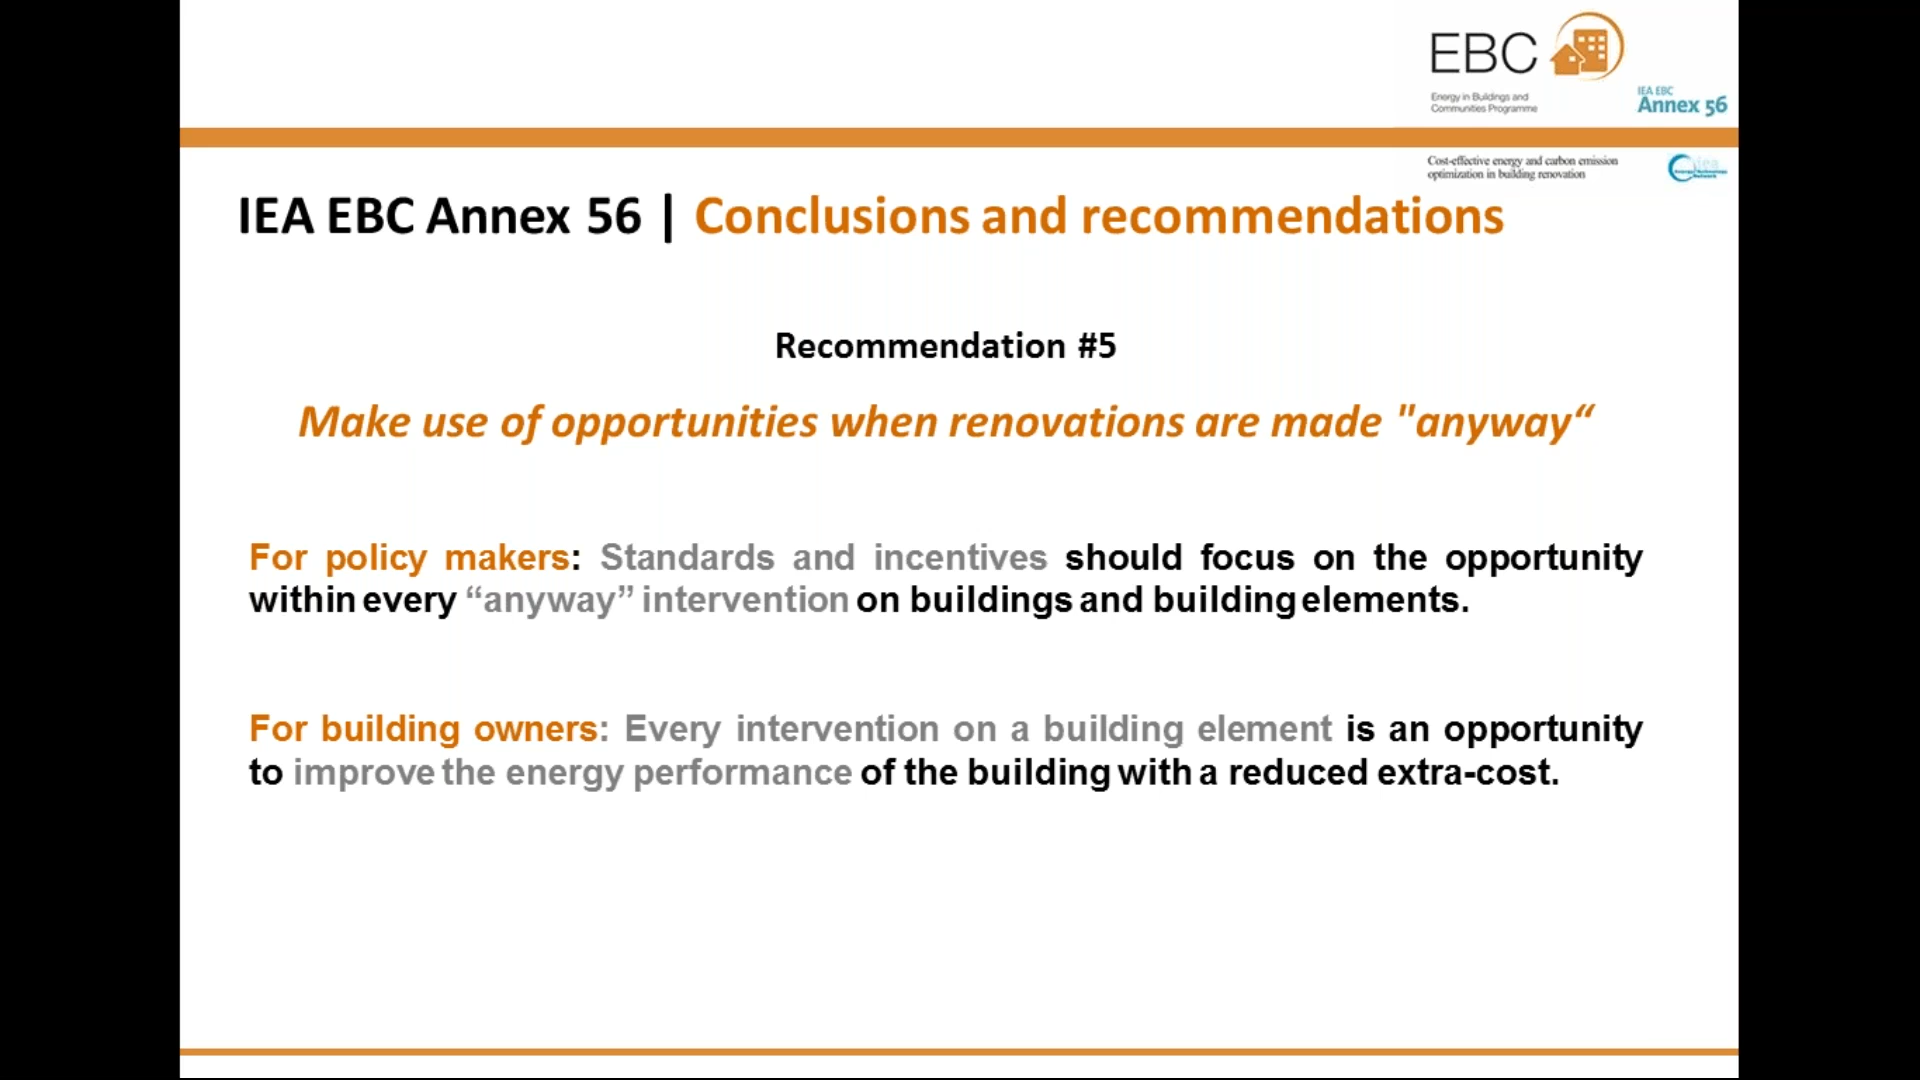 EBC
Energy in Buildings and
Communities Programme
IEA EBC
Annex 56
Cost-effective energy and carbon emission
optimization in building renovation
iea
IEA EBC Annex 56 | Conclusions and recommendations
Recommendation #5
Make use of opportunities when renovations are made "anyway“
For policy makers: Standards and incentives should focus on the opportunity
within every “anyway” intervention on buildings and building elements.
For building owners: Every intervention on a building element is an opportunity
to improve the energy performance of the building with a reduced extra-cost.